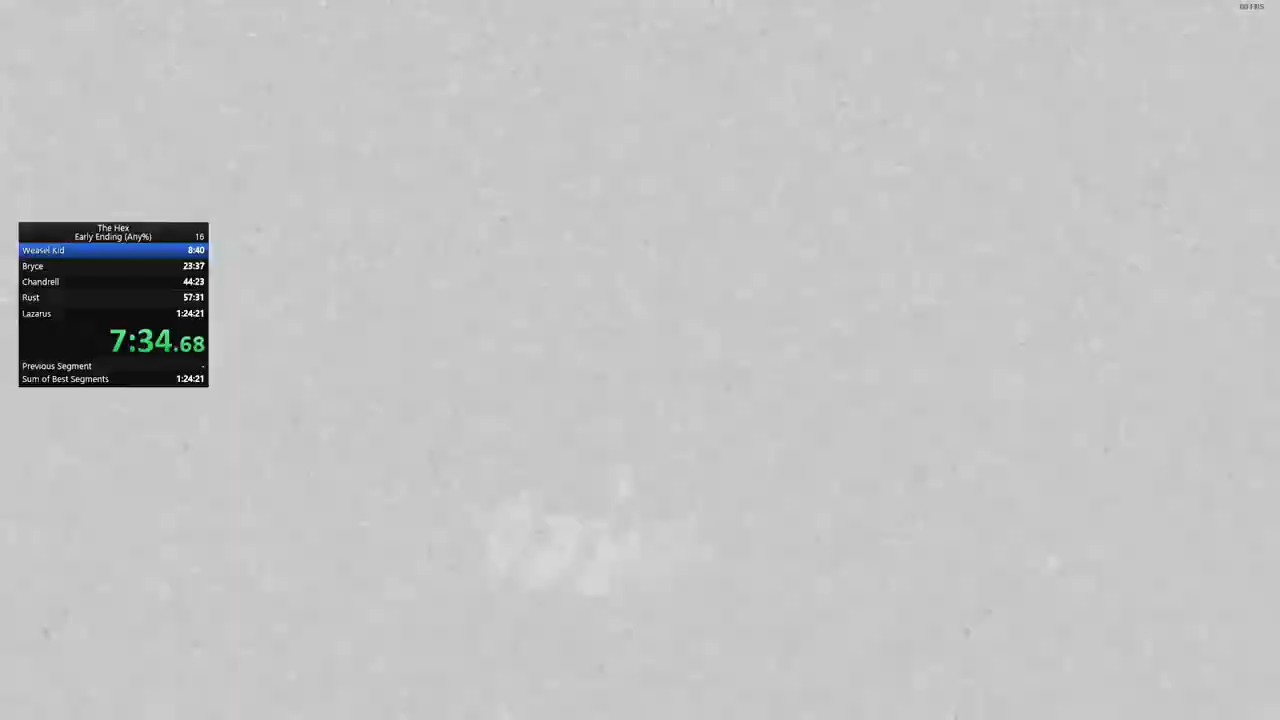 The Hex
Early Ending (Any%) 16
Weasel Kid 8:40
Bryce 23:37
Chandrell 44:23
Rust 57:31
Lazarus 1:24:21
7:34.68
Previous Segment -
Sum of Best Segments 1:24:21